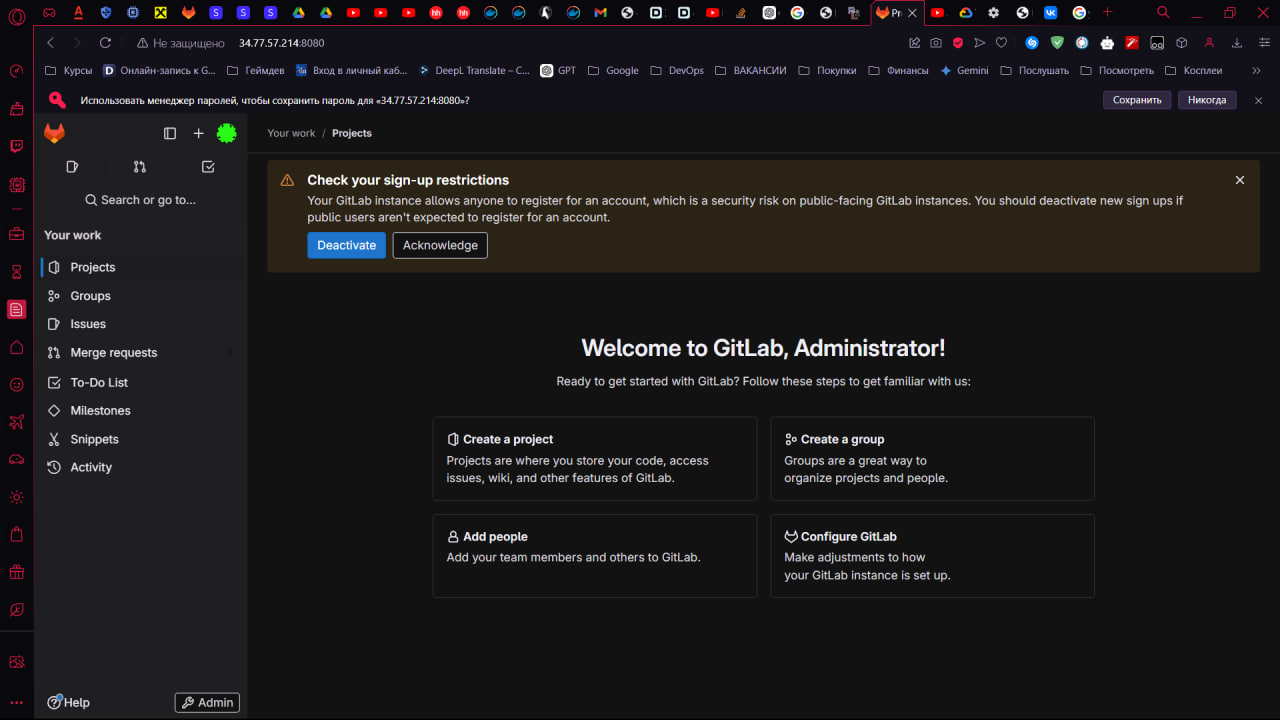 Pr
Не защищено 34.77.57.214:8080
Курсы Онлайн-запись к G... Геймдев Вход в личный каб... DeepL Translate – C... GPT Google DevOps ВАКАНСИИ Покупки Финансы Gemini Послушать Посмотреть Косплеи
Использовать менеджер паролей, чтобы сохранить пароль для «34.77.57.214:8080»?
Сохранить
Никогда
Search or go to...
Your work
Projects
Groups
Issues
Merge requests
To-Do List
Milestones
Snippets
Activity
Help
Admin
Your work / Projects
Check your sign-up restrictions
Your GitLab instance allows anyone to register for an account, which is a security risk on public-facing GitLab instances. You should deactivate new sign ups if
public users aren't expected to register for an account.
Deactivate
Acknowledge
Welcome to GitLab, Administrator!
Ready to get started with GitLab? Follow these steps to get familiar with us:
Create a project
Projects are where you store your code, access
issues, wiki, and other features of GitLab.
Create a group
Groups are a great way to
organize projects and people.
Add people
Add your team members and others to GitLab.
Configure GitLab
Make adjustments to how
your GitLab instance is set up.